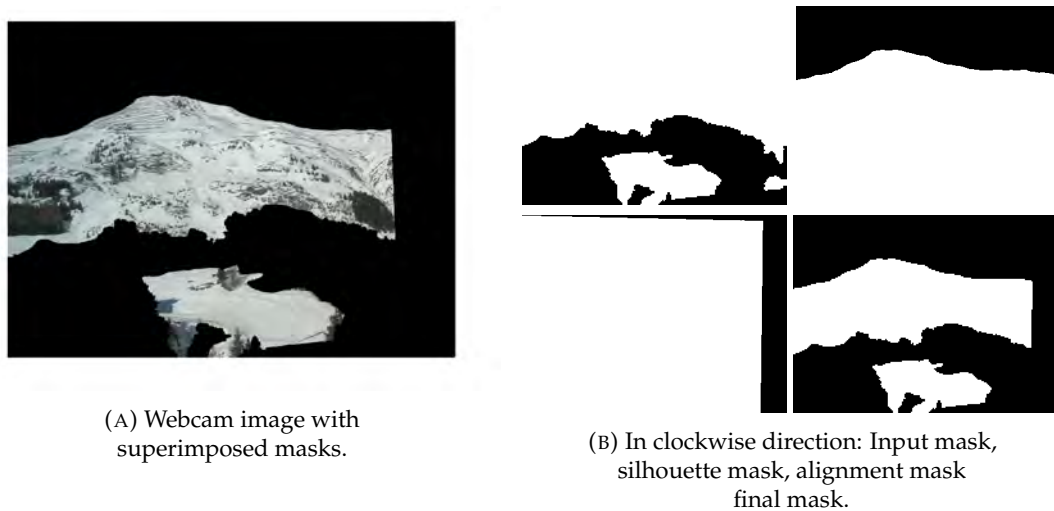 (A) Webcam image with
superimposed masks.
(B) In clockwise direction: Input mask,
silhouette mask, alignment mask
final mask.